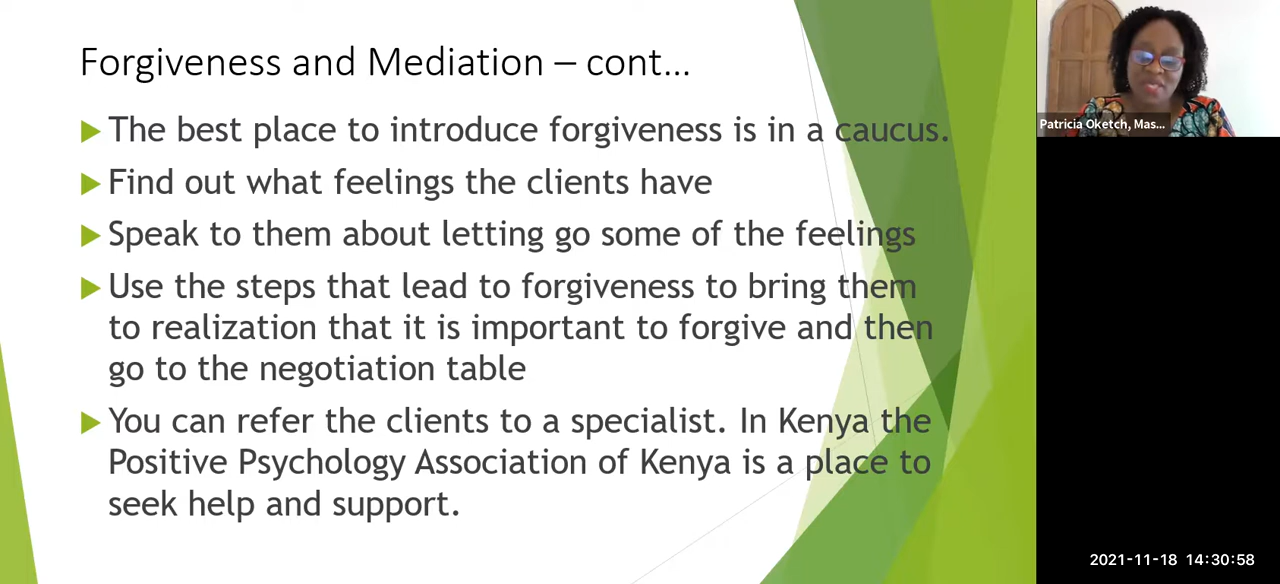 Forgiveness and Mediation – cont...
The best place to introduce forgiveness is in a caucus.
Find out what feelings the clients have
Speak to them about letting go some of the feelings
Use the steps that lead to forgiveness to bring them
to realization that it is important to forgive and then
go to the negotiation table
You can refer the clients to a specialist. In Kenya the
Positive Psychology Association of Kenya is a place to
seek help and support.
Patricia Oketch, Mas...
2021-11-18 14:30:58